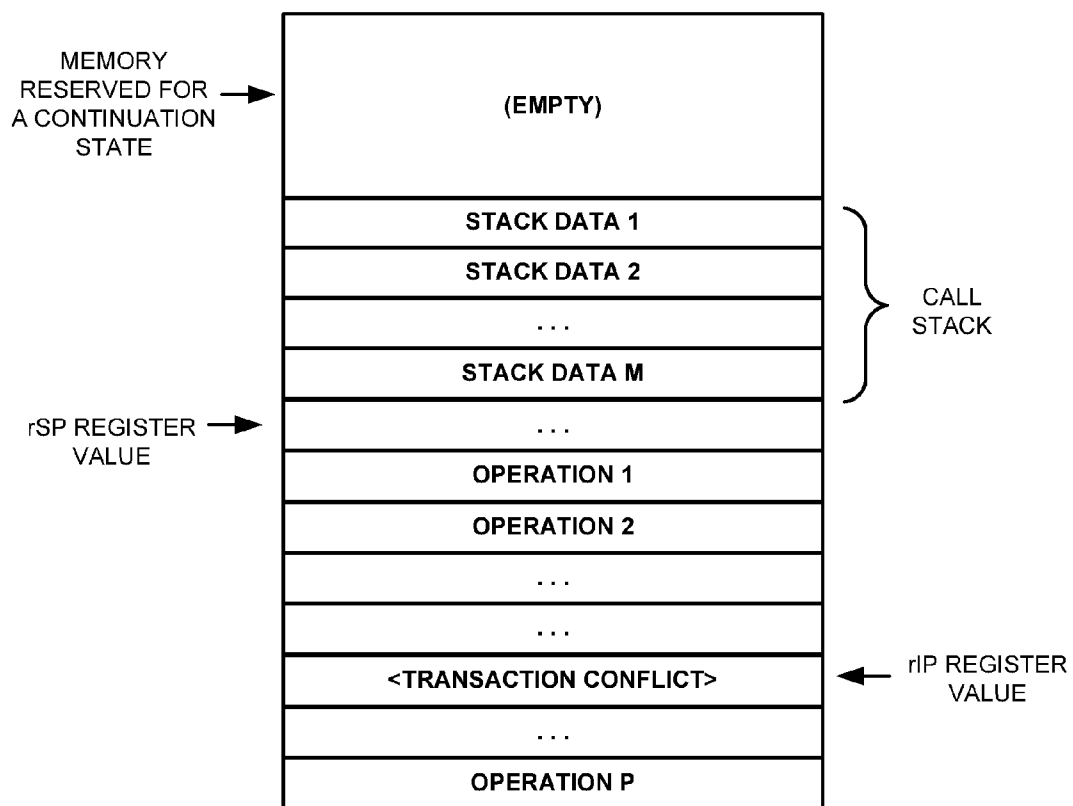 MEMORY
RESERVED FOR
A CONTINUATION
STATE
(EMPTY)
STACK DATA 1
STACK DATA 2
. . .
STACK DATA M
CALL
STACK
rSP REGISTER
VALUE
. . .
OPERATION 1
OPERATION 2
. . .
. . .
<TRANSACTION CONFLICT>
rIP REGISTER
VALUE
. . .
OPERATION P